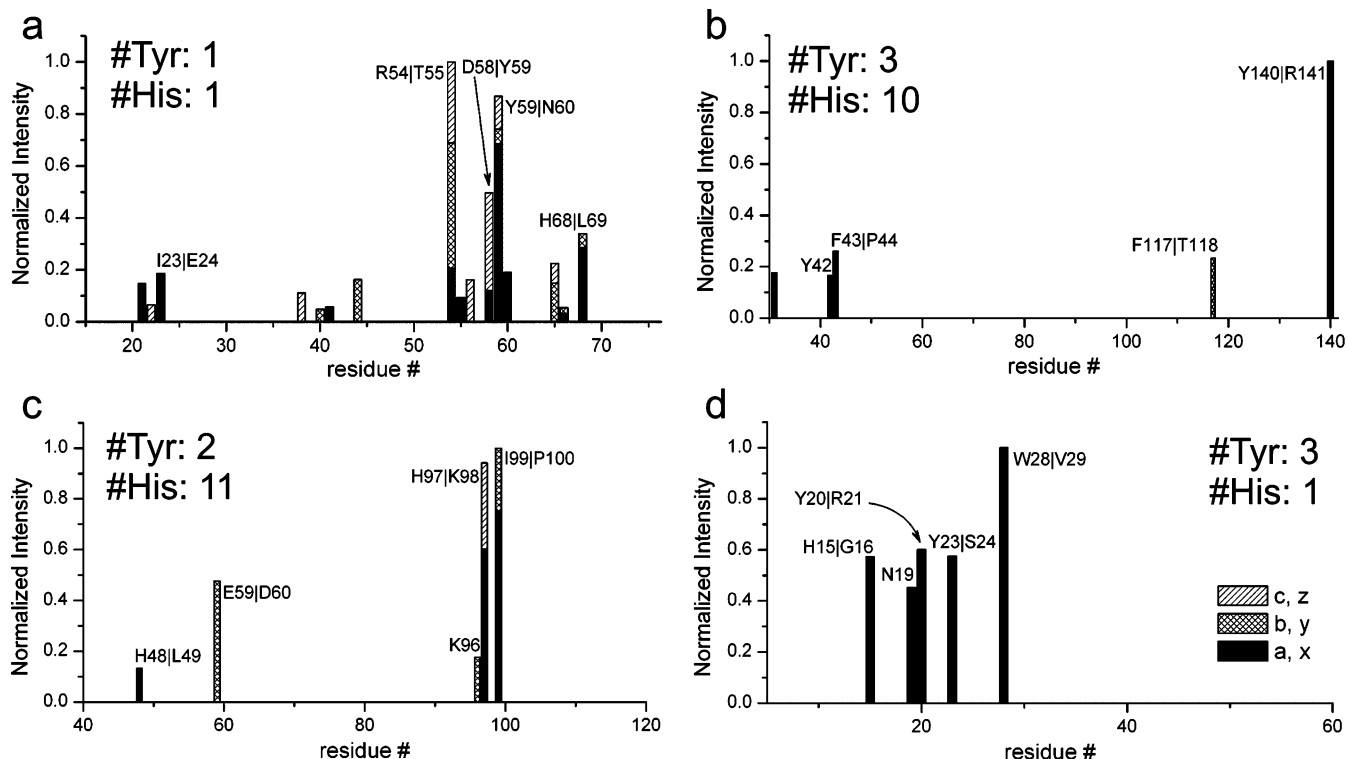 a
#Tyr: 1
#His: 1
R54|T55
D58|Y59
Y59|N60
H68|L69
I23|E24
Normalized Intensity
1.0
0.8
0.6
0.4
0.2
0.0
20 30 40 50 60 70
residue #
b
#Tyr: 3
#His: 10
Y140|R141
F43|P44
Y42
F117|T118
Normalized Intensity
1.0
0.8
0.6
0.4
0.2
0.0
40 60 80 100 120 140
residue #
c
#Tyr: 2
#His: 11
I99|P100
H97|K98
E59|D60
K96
H48|L49
Normalized Intensity
1.0
0.8
0.6
0.4
0.2
0.0
40 60 80 100 120
residue #
d
#Tyr: 3
#His: 1
W28|V29
Y20|R21
Y23|S24
H15|G16
N19
c, z
b, y
a, x
Normalized Intensity
1.0
0.8
0.6
0.4
0.2
0.0
20 40 60
residue #